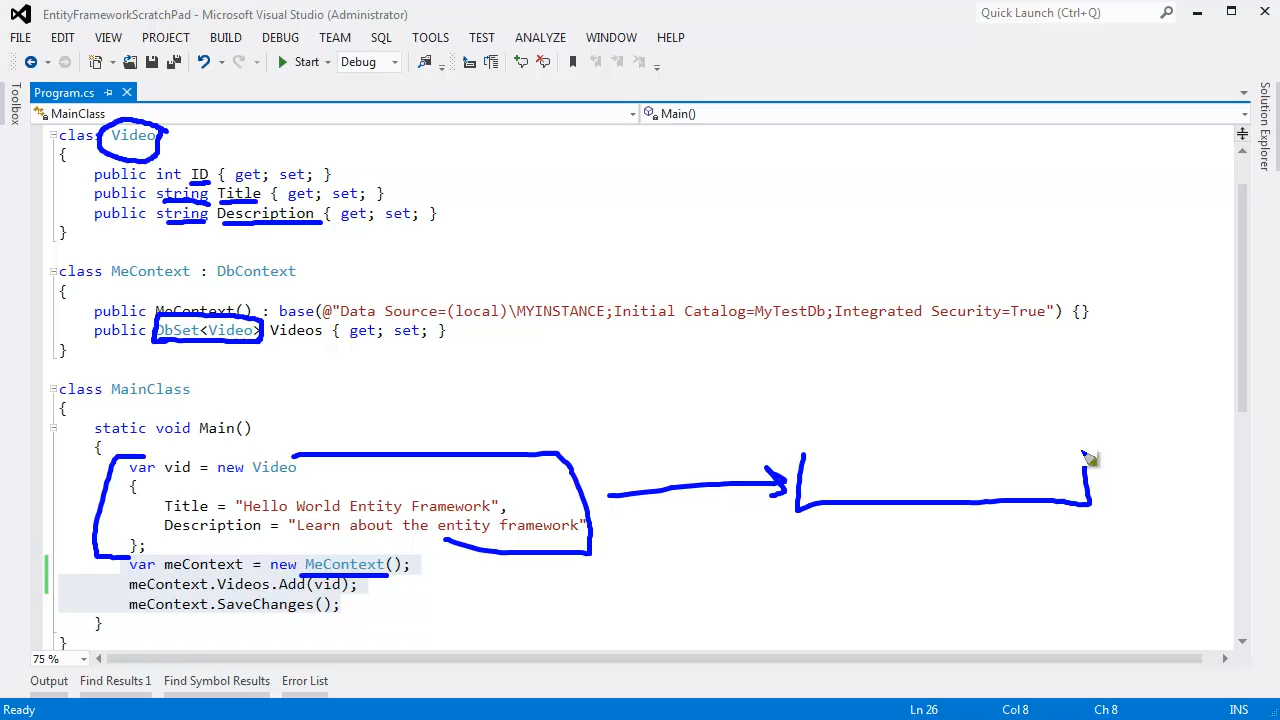 EntityFrameworkScratchPad - Microsoft Visual Studio (Administrator)
Quick Launch (Ctrl+Q)
FILE EDIT VIEW PROJECT BUILD DEBUG TEAM SQL TOOLS TEST ANALYZE WINDOW HELP
Start Debug
Toolbox
Program.cs
Solution Explorer
MainClass Main()
class Video
{
public int ID { get; set; }
public string Title { get; set; }
public string Description { get; set; }
}
class MeContext : DbContext
{
public MeContext() : base(@"Data Source=(local)\MYINSTANCE;Initial Catalog=MyTestDb;Integrated Security=True") {}
public DbSet<Video> Videos { get; set; }
}
class MainClass
{
static void Main()
{
var vid = new Video
{
Title = "Hello World Entity Framework",
Description = "Learn about the entity framework"
};
var meContext = new MeContext();
meContext.Videos.Add(vid);
meContext.SaveChanges();
}
}
75 %
Output Find Results 1 Find Symbol Results Error List
Ready Ln 26 Col 8 Ch 8 INS